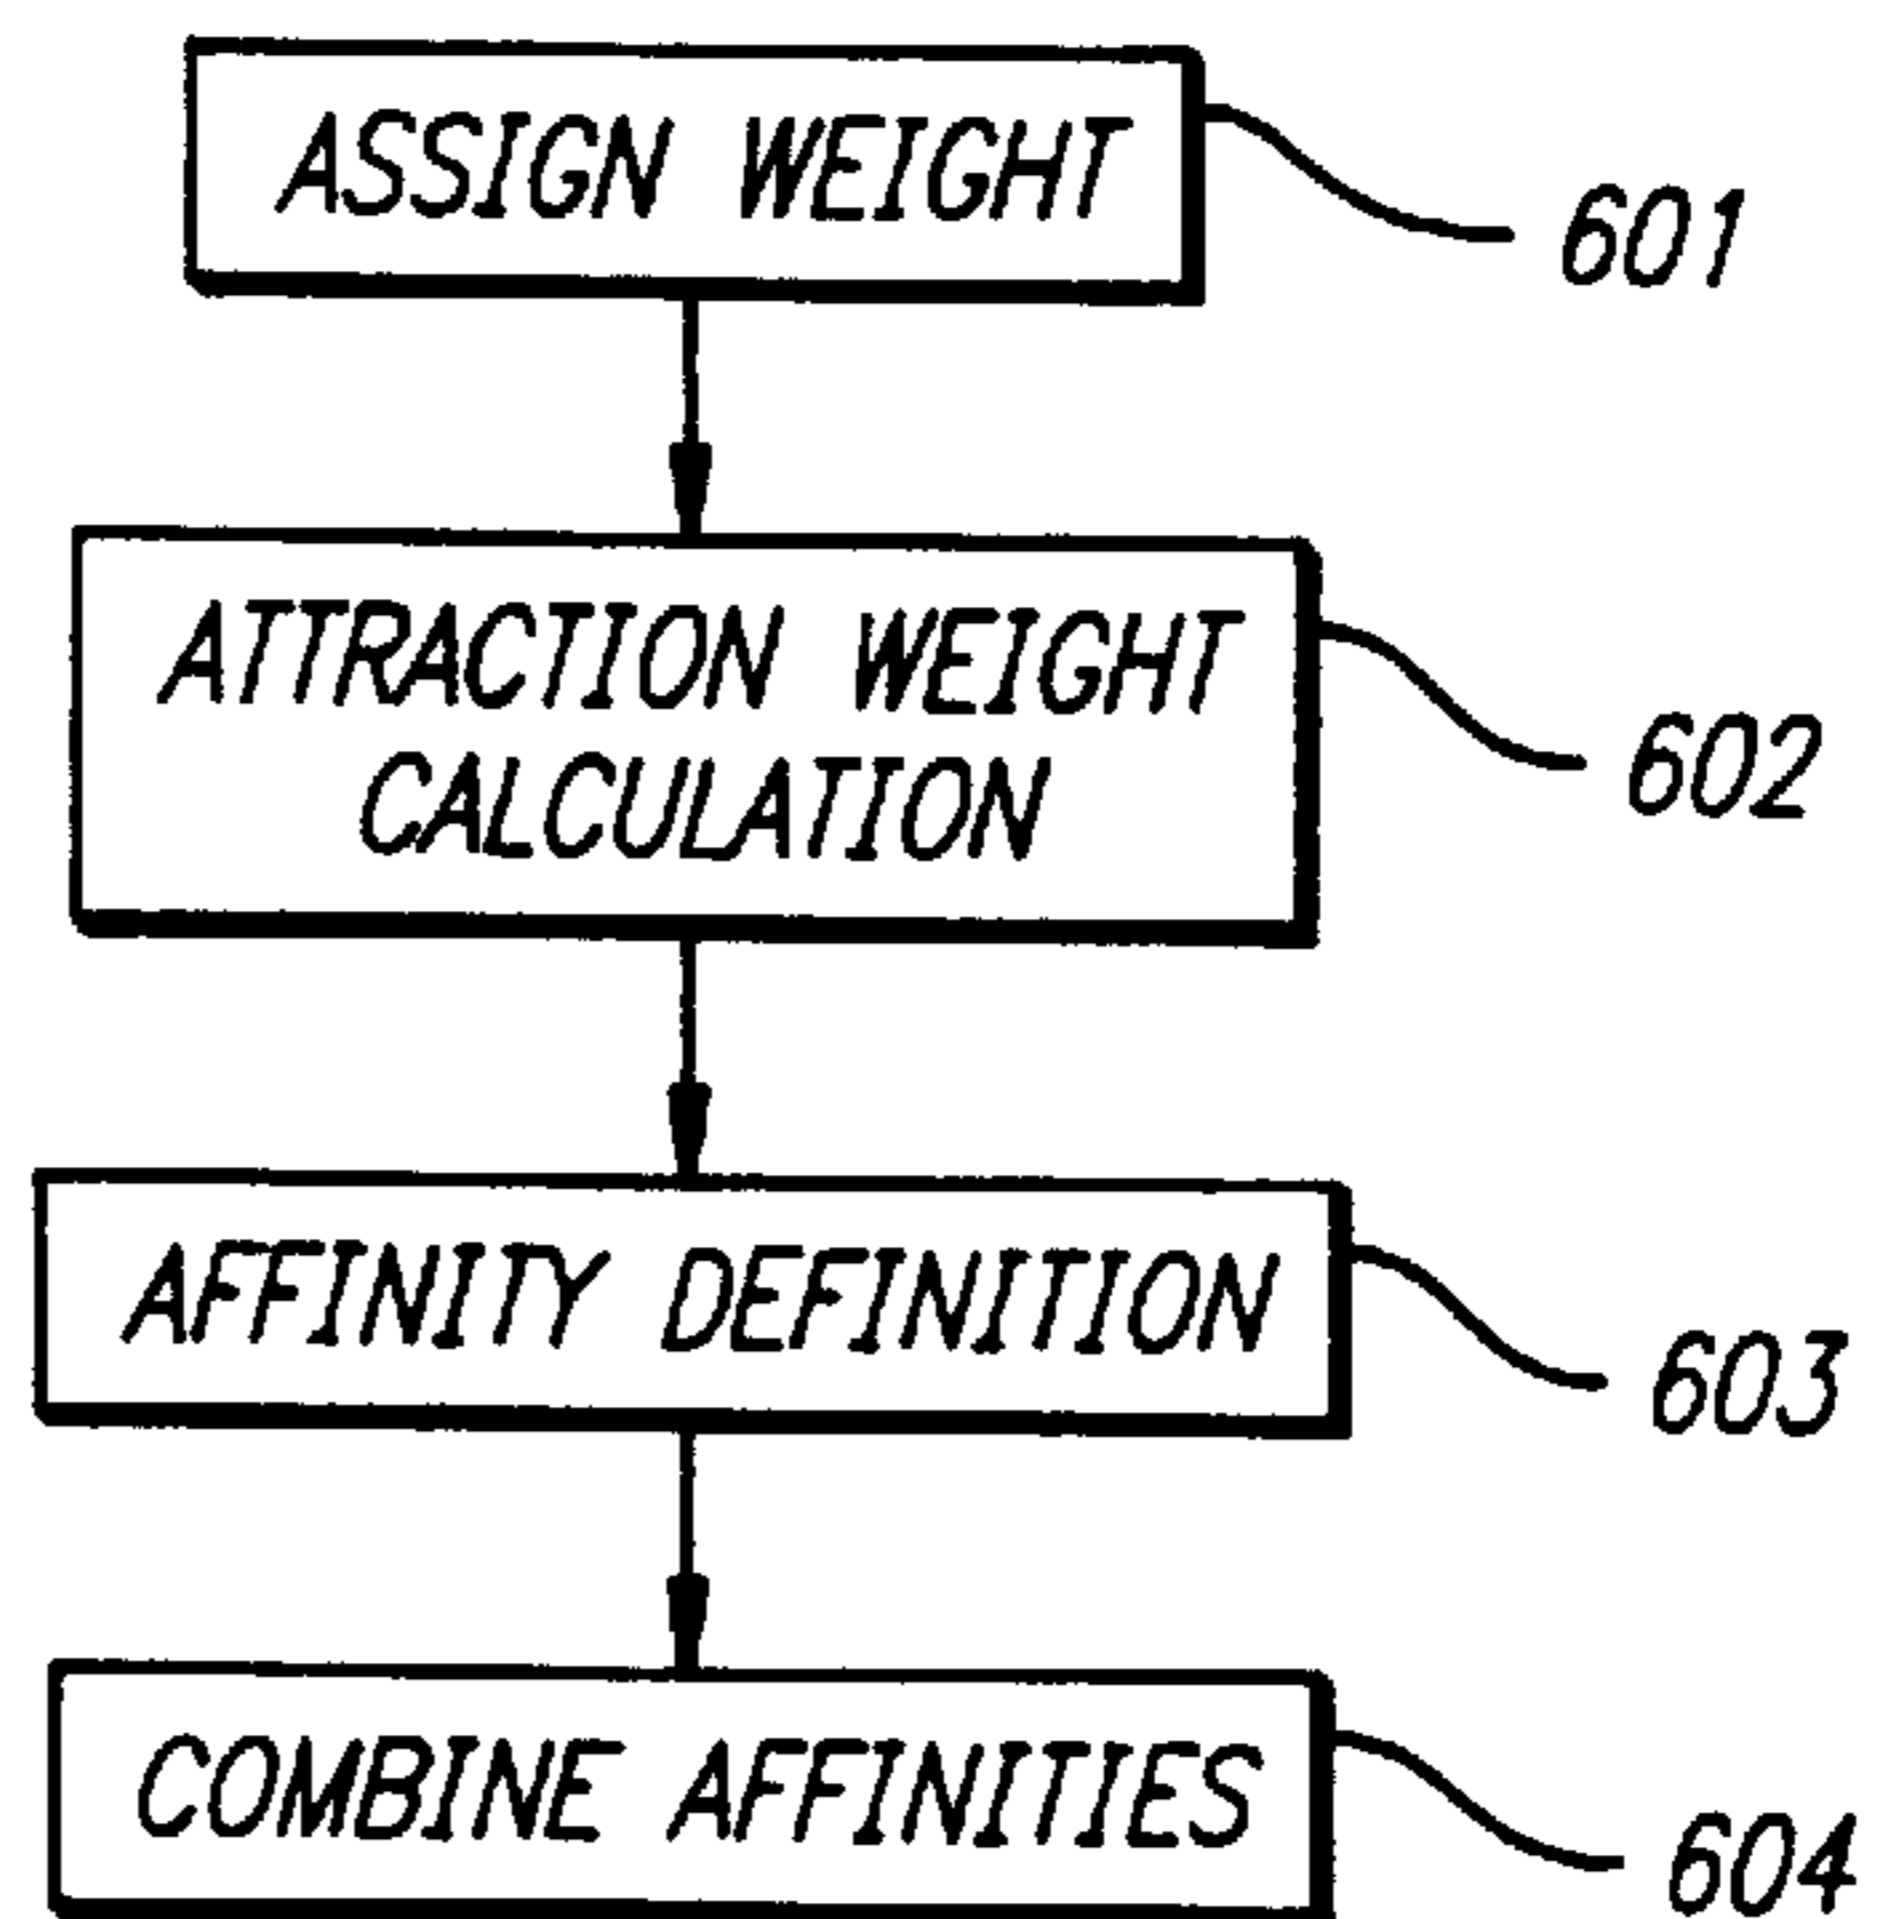 ASSIGN WEIGHT
601
ATTRACTION WEIGHT
CALCULATION
602
AFFINITY DEFINITION
603
COMBINE AFFINITIES
604